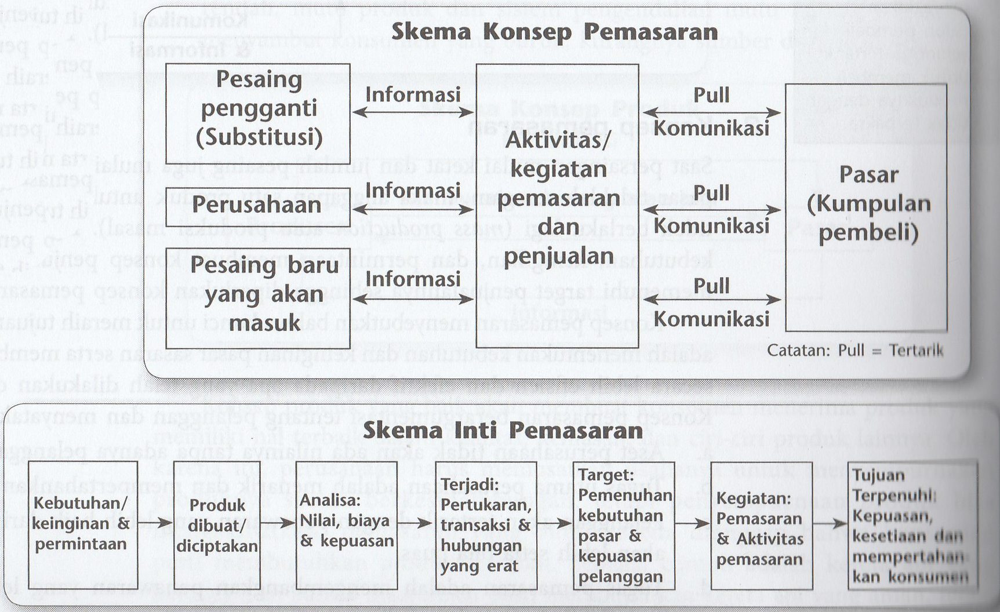 Skema Konsep Pemasaran
Pesaing
pengganti
(Substitusi)
Informasi
Perusahaan
Informasi
Pesaing baru
yang akan
masuk
Informasi
Aktivitas/
kegiatan
pemasaran
dan
penjualan
Pull
Komunikasi
Pull
Komunikasi
Pull
Komunikasi
Pasar
(Kumpulan
pembeli)
Catatan: Pull = Tertarik
Skema Inti Pemasaran
Kebutuhan/
keinginan &
permintaan
Produk
dibuat/
diciptakan
Analisa:
Nilai, biaya
& kepuasan
Terjadi:
Pertukaran,
transaksi &
hubungan
yang erat
Target:
Pemenuhan
kebutuhan
pasar &
kepuasan
pelanggan
Kegiatan:
Pemasaran
& Aktivitas
pemasaran
Tujuan
Terpenuhi:
Kepuasan,
kesetiaan dan
mempertahan-
kan konsumen